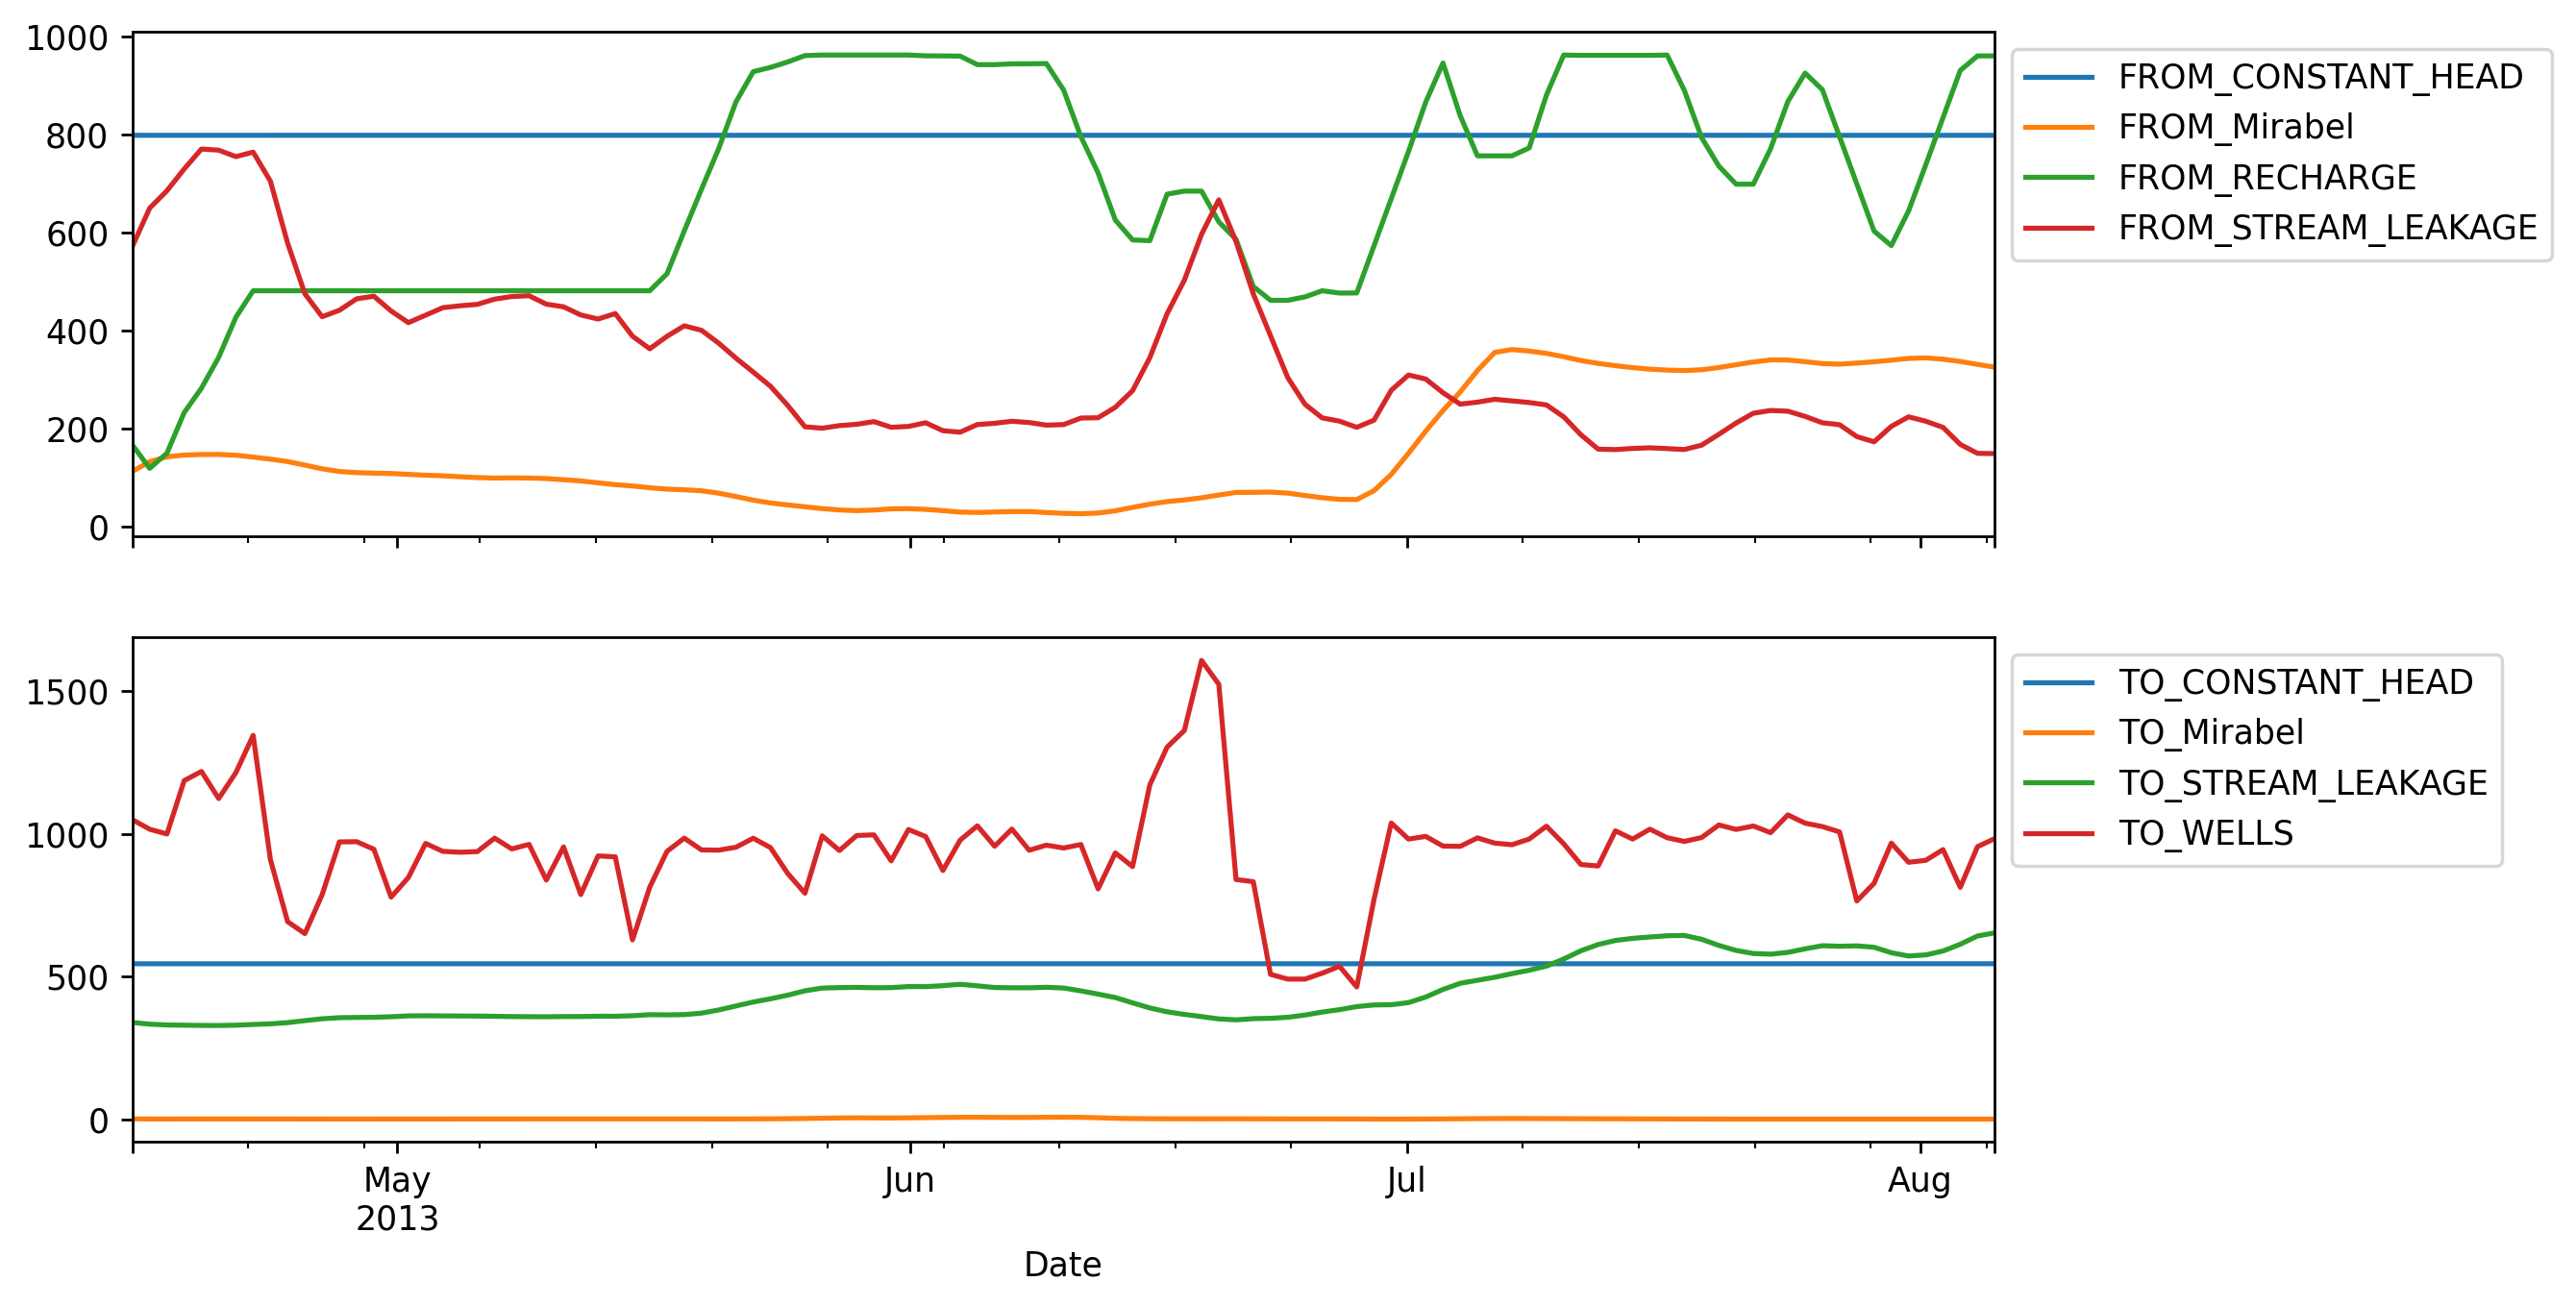 1000
800
600
400
200
0
FROM_CONSTANT_HEAD
FROM_Mirabel
FROM_RECHARGE
FROM_STREAM_LEAKAGE
1500
1000
500
0
TO_CONSTANT_HEAD
TO_Mirabel
TO_STREAM_LEAKAGE
TO_WELLS
May Jun Jul Aug
2013
Date